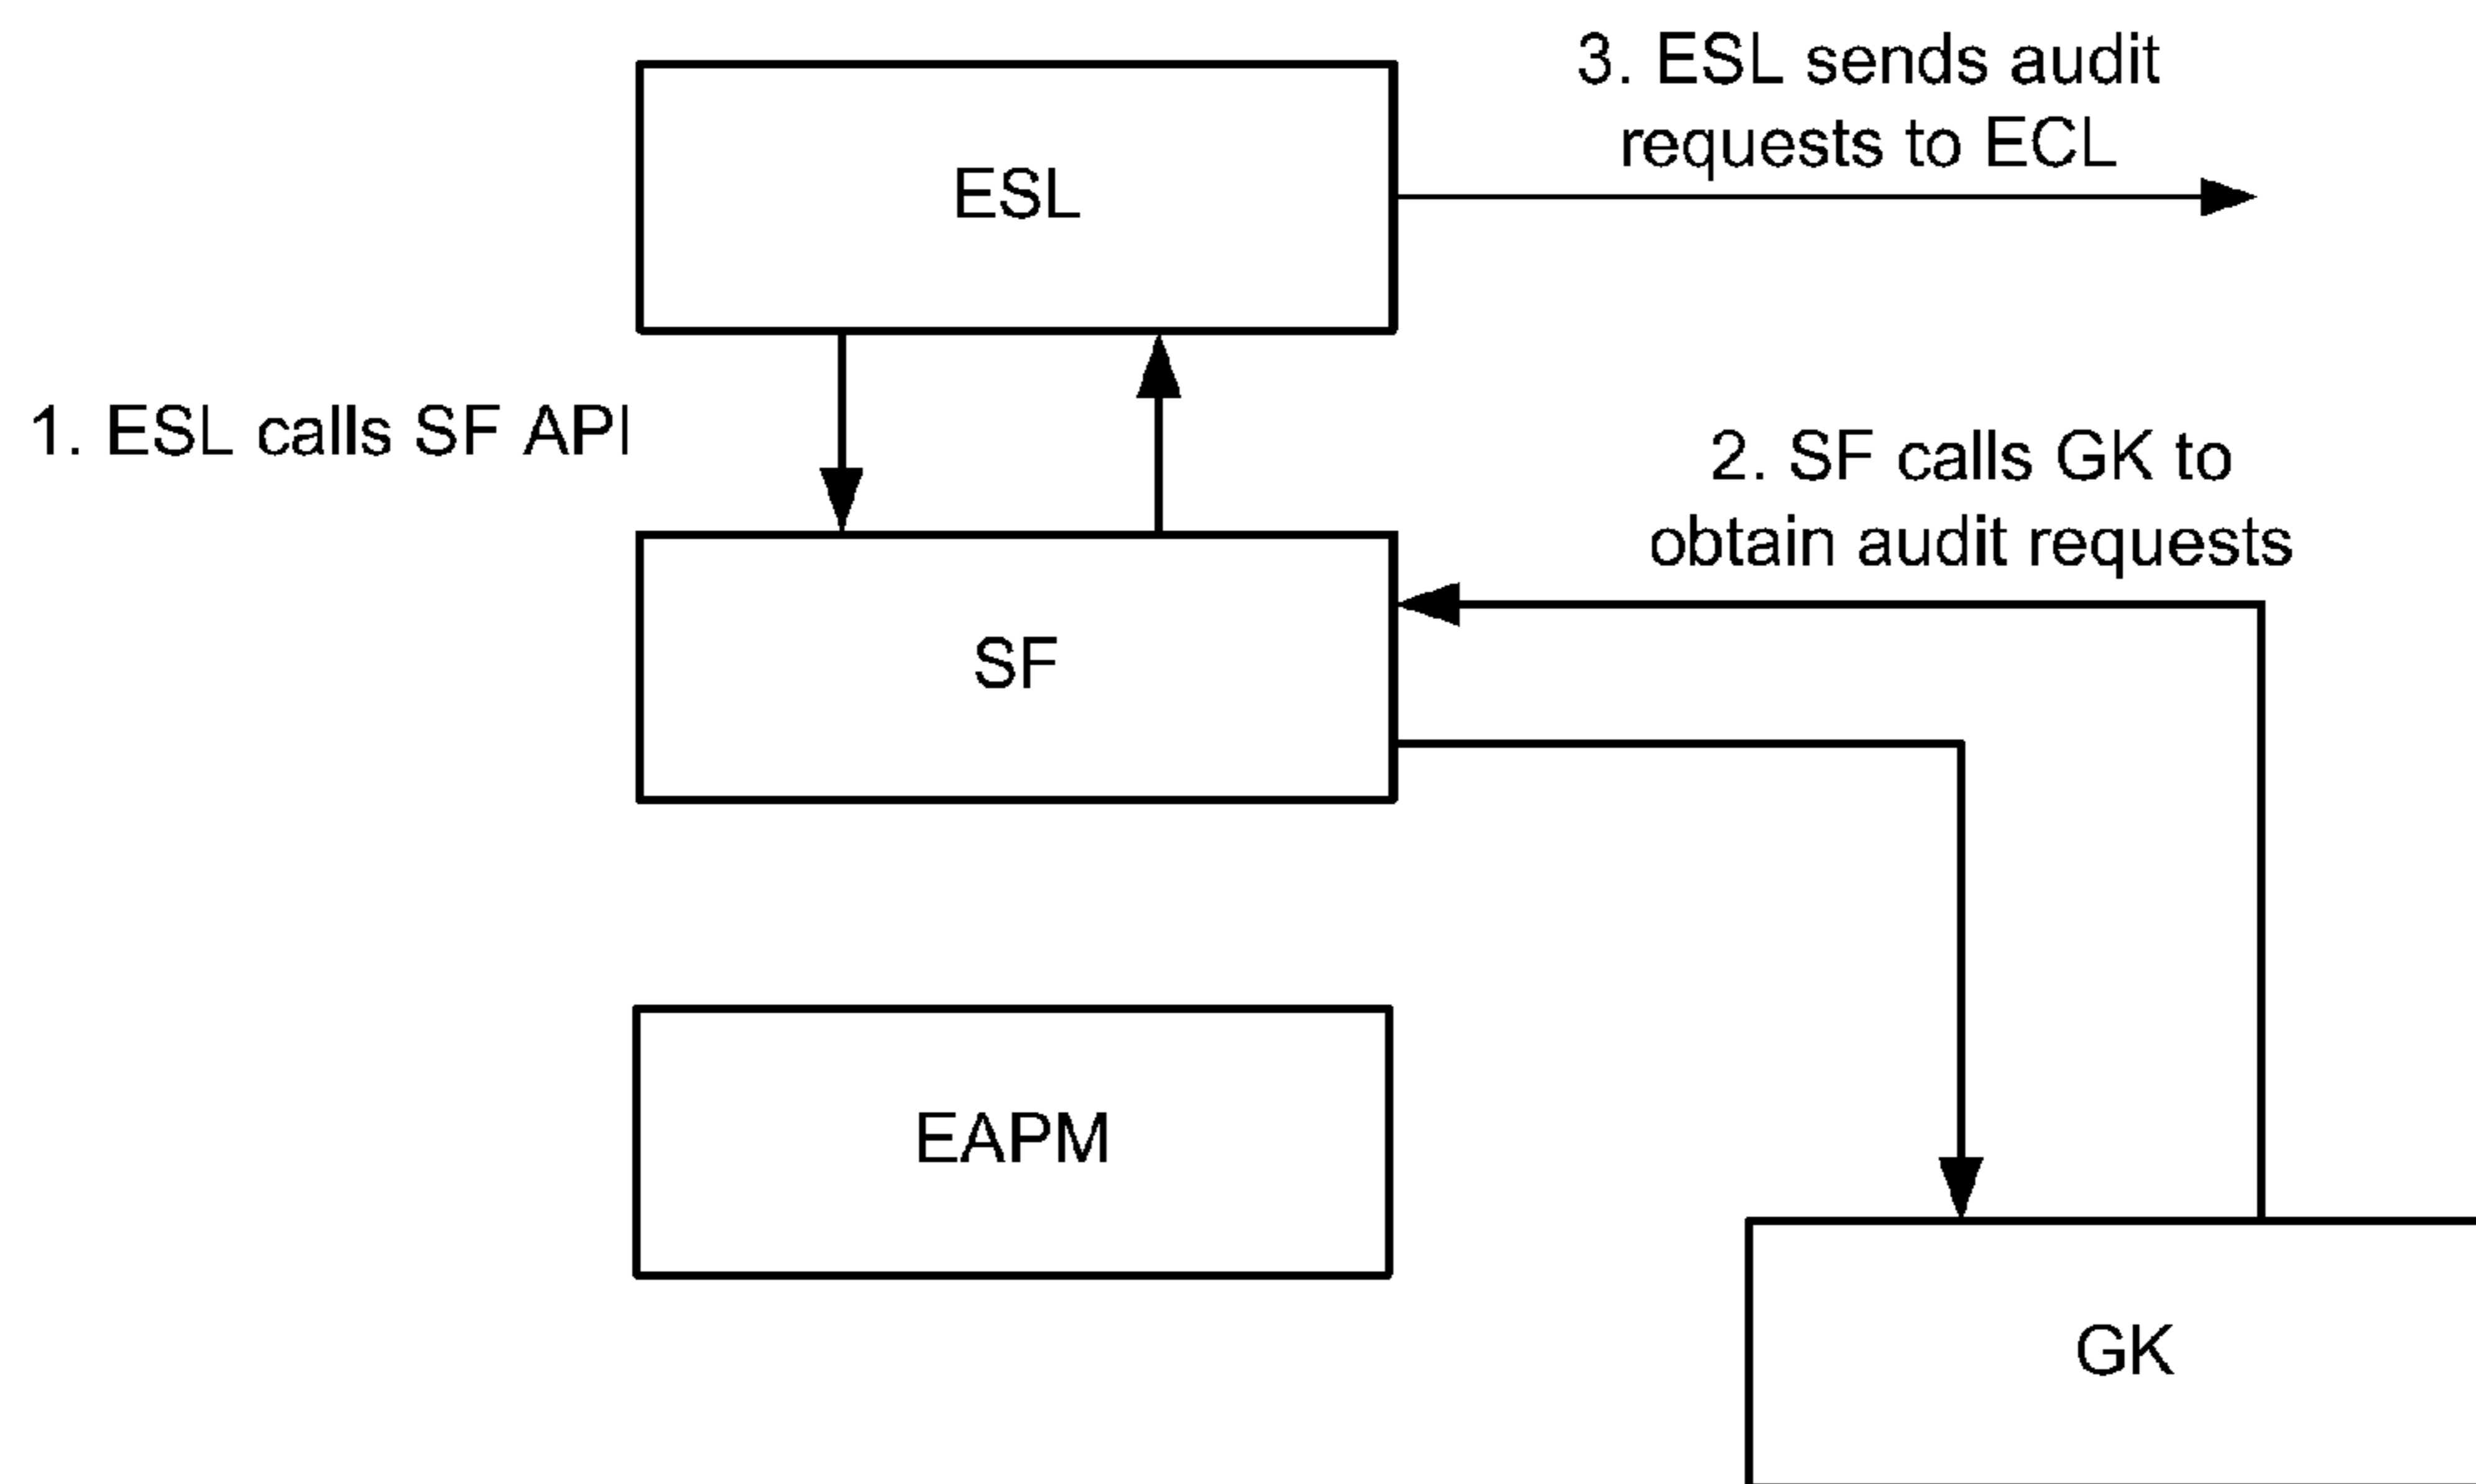 3. ESL sends audit
requests to ECL
ESL
1. ESL calls SF API
2. SF calls GK to
obtain audit requests
SF
EAPM
GK